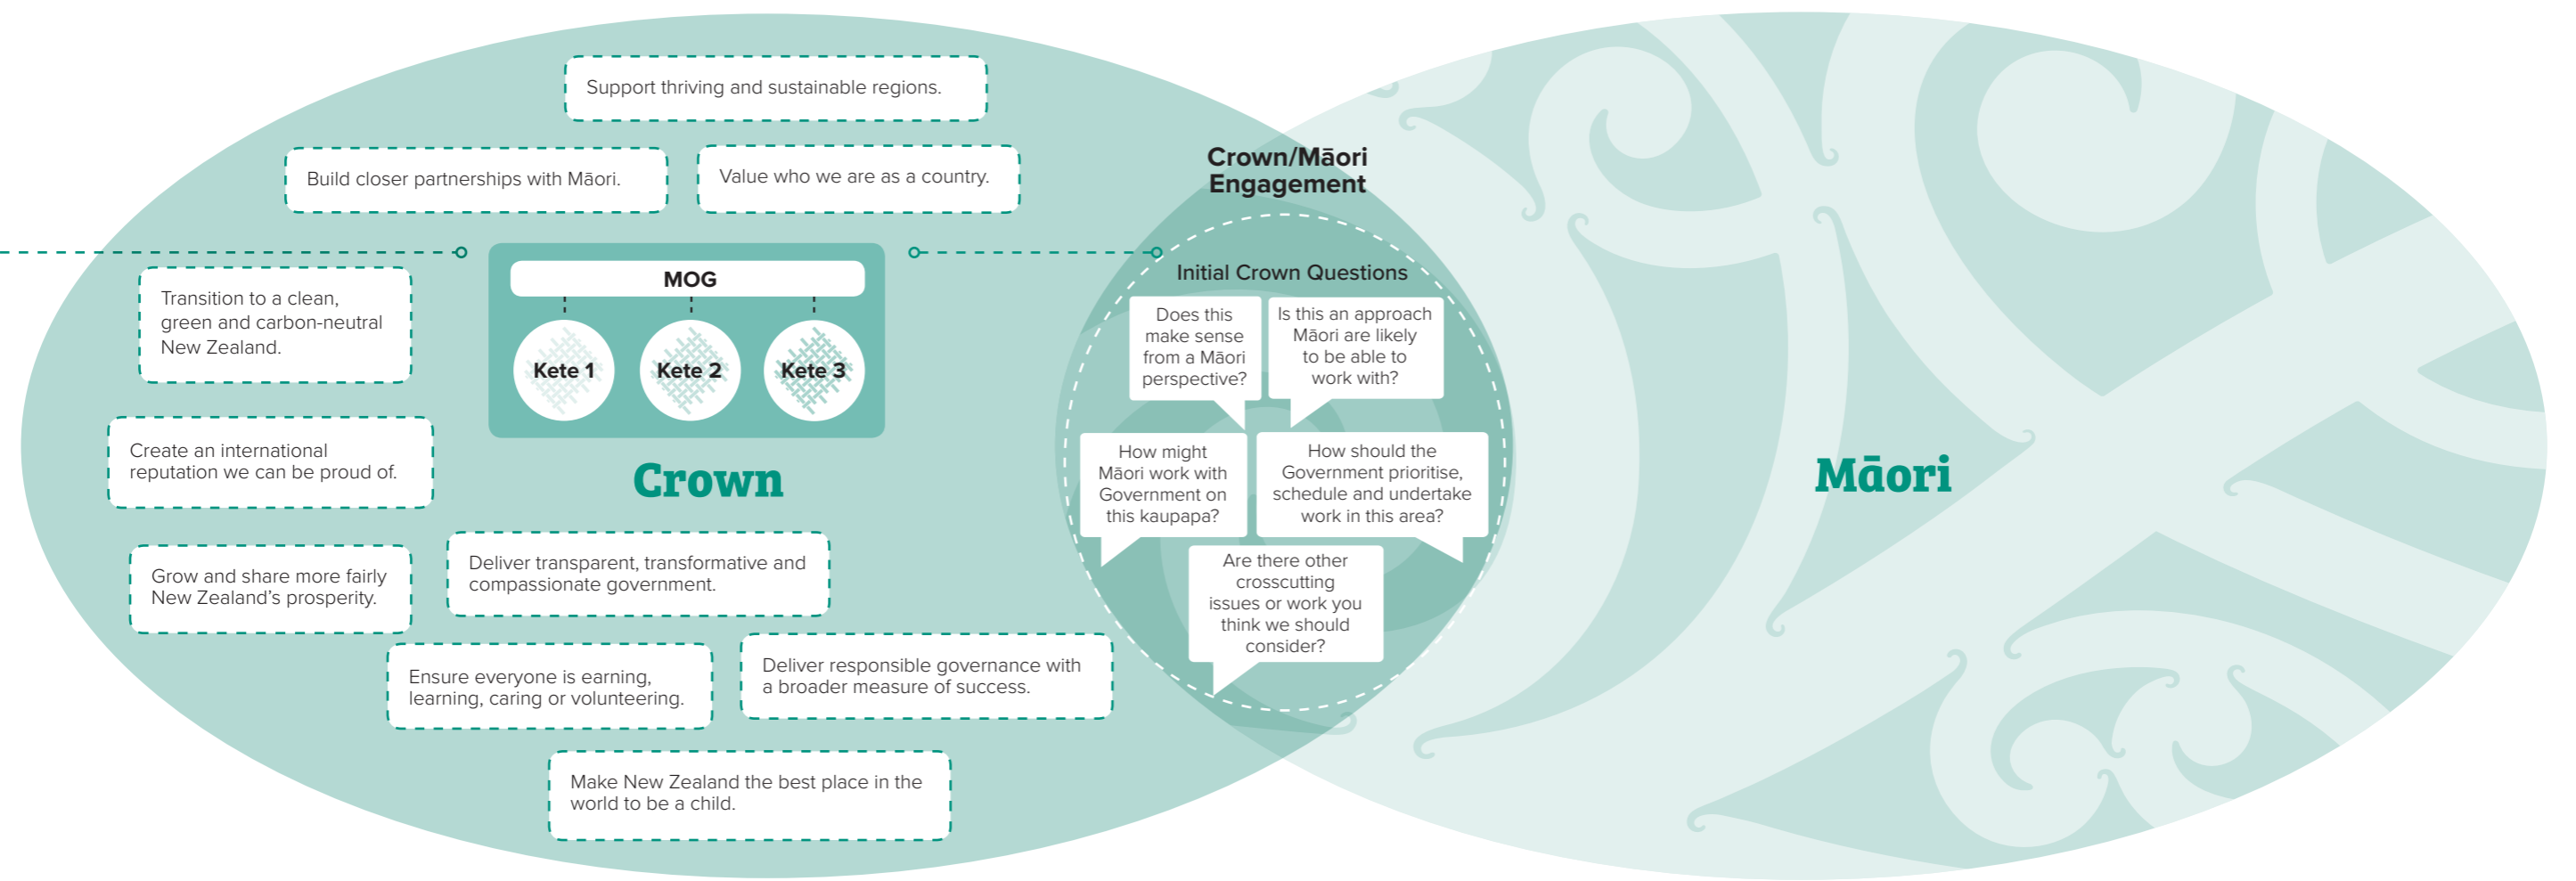 Support thriving and sustainable regions.
Build closer partnerships with Māori.
Value who we are as a country.
MOG
Kete 1
Kete 2
Kete 3
Transition to a clean,
green and carbon-neutral
New Zealand.
Create an international
reputation we can be proud of.
Crown
Grow and share more fairly
New Zealand's prosperity.
Deliver transparent, transformative and
compassionate government.
Ensure everyone is earning,
learning, caring or volunteering.
Deliver responsible governance with
a broader measure of success.
Make New Zealand the best place in the
world to be a child.
Crown/Māori
Engagement
Initial Crown Questions
Does this
make sense
from a Māori
perspective?
Is this an approach
Māori are likely
to be able to
work with?
How might
Māori work with
Government on
this kaupapa?
How should the
Government prioritise,
schedule and undertake
work in this area?
Are there other
crosscutting
issues or work you
think we should
consider?
Māori